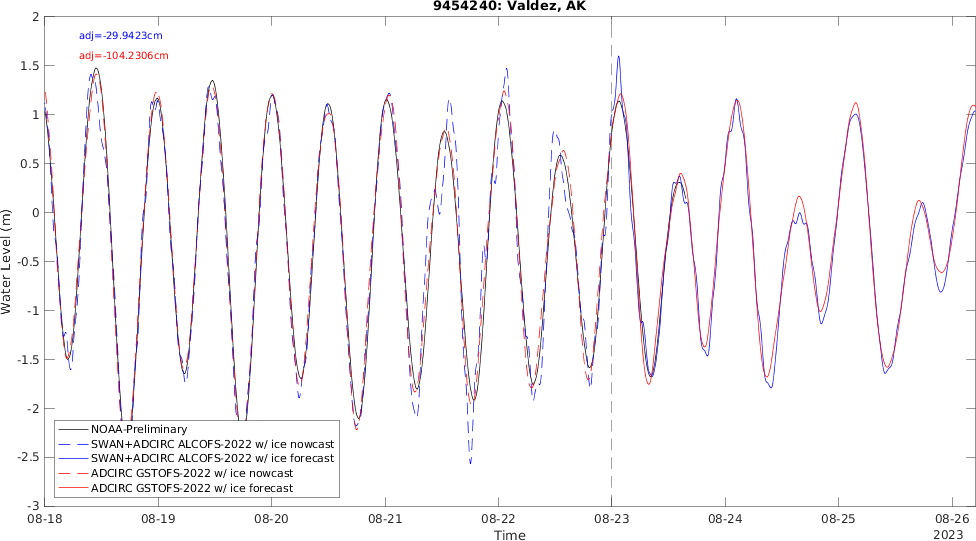 9454240: Valdez, AK
adj=-29.9423cm
adj=-104.2306cm
Water Level (m)
2
1.5
1
0.5
0
-0.5
-1
-1.5
-2
-2.5
-3
NOAA-Preliminary
SWAN+ADCIRC ALCOFS-2022 w/ ice nowcast
SWAN+ADCIRC ALCOFS-2022 w/ ice forecast
ADCIRC GSTOFS-2022 w/ ice nowcast
ADCIRC GSTOFS-2022 w/ ice forecast
08-18 08-19 08-20 08-21 08-22 08-23 08-24 08-25 08-26
2023
Time